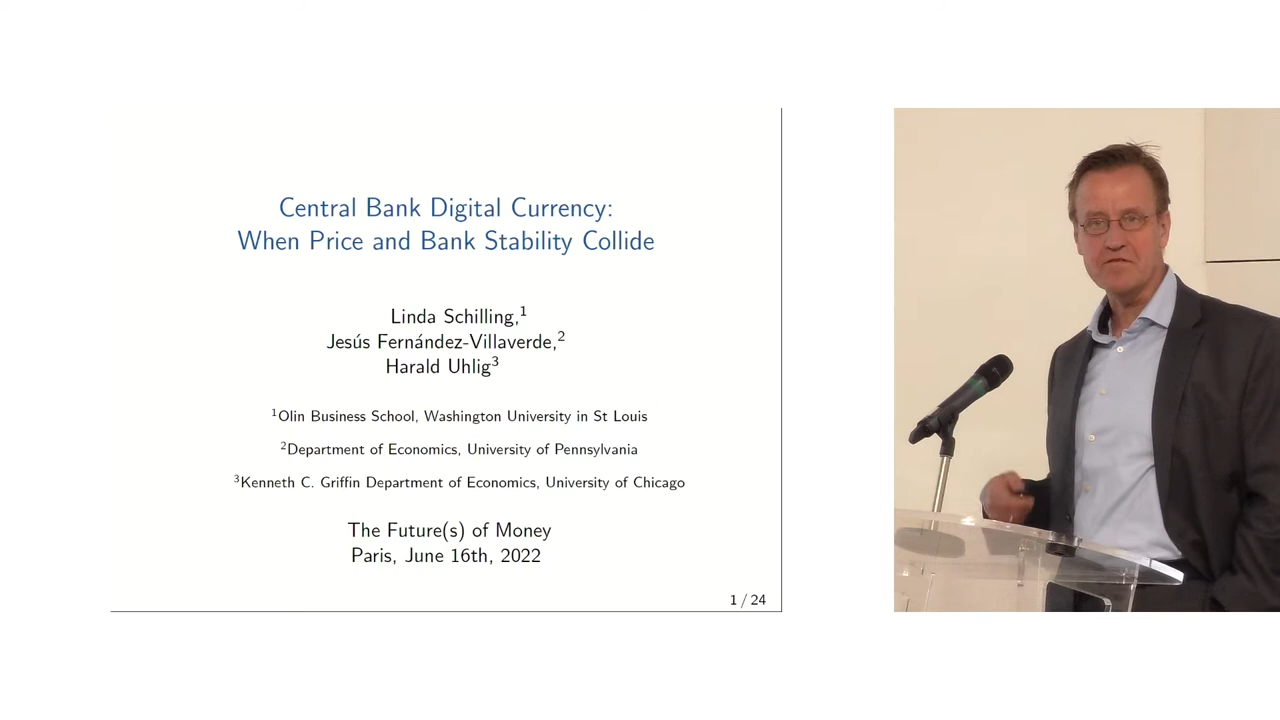 Central Bank Digital Currency:
When Price and Bank Stability Collide
Linda Schilling,¹
Jesús Fernández-Villaverde,²
Harald Uhlig³
¹Olin Business School, Washington University in St Louis
²Department of Economics, University of Pennsylvania
³Kenneth C. Griffin Department of Economics, University of Chicago
The Future(s) of Money
Paris, June 16th, 2022
1 / 24